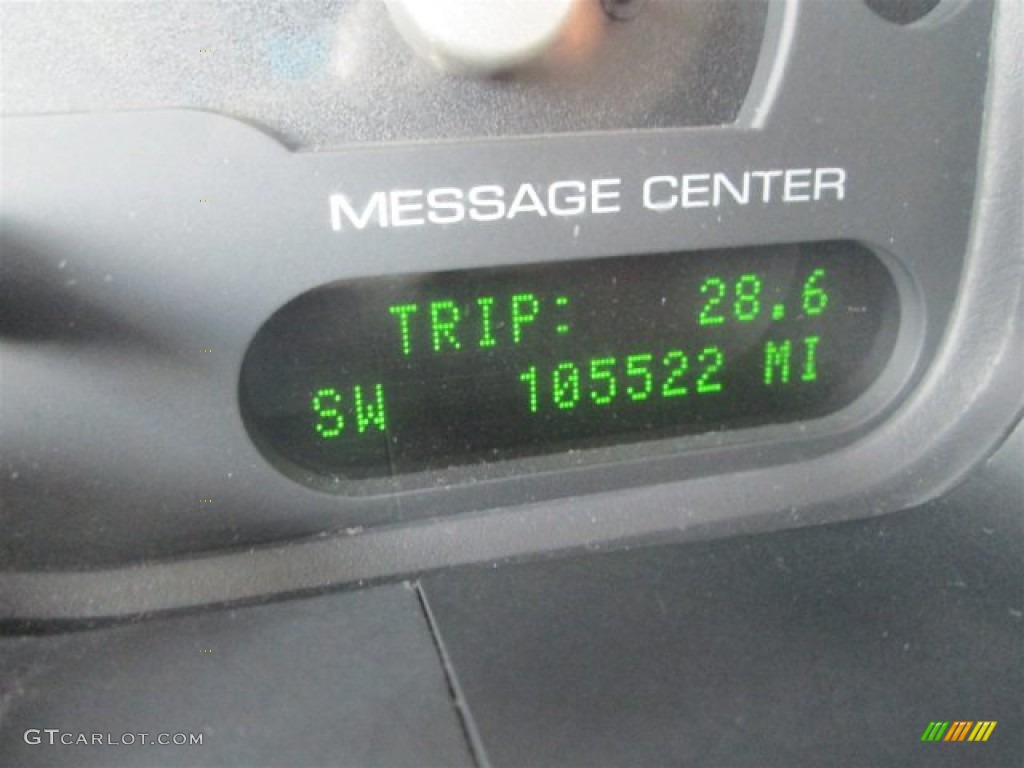 MESSAGE CENTER
TRIP: 28.6
SW 105522 MI
GTCARLOT.COM